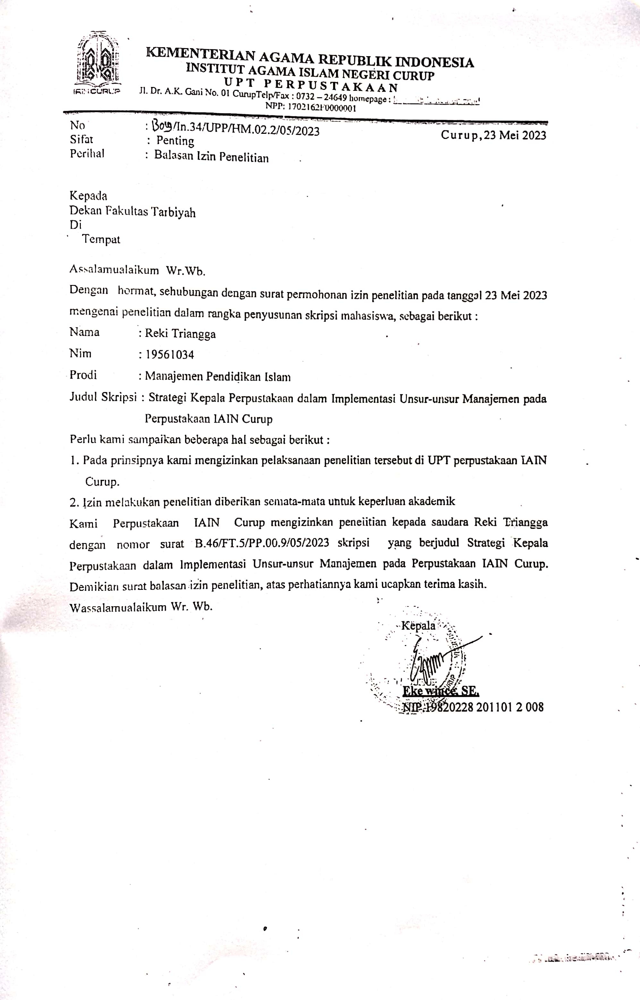 IAIN CURUP
KEMENTERIAN AGAMA REPUBLIK INDONESIA
INSTITUT AGAMA ISLAM NEGERI CURUP
UPT PERPUSTAKAAN
Jl. Dr. A.K. Gani No. 01 CurupTelp/Fax : 0732 – 24649 homepage :
NPP: 1702162F0000001
No : /In.34/UPP/HM.02.2/05/2023 Curup, 23 Mei 2023
Sifat : Penting
Perihal : Balasan Izin Penelitian
Kepada
Dekan Fakultas Tarbiyah
Di
Tempat
Assalamualaikum Wr.Wb.
Dengan hormat, sehubungan dengan surat permohonan izin penelitian pada tanggal 23 Mei 2023
mengenai penelitian dalam rangka penyusunan skripsi mahasiswa, sebagai berikut :
Nama : Reki Triangga
Nim : 19561034
Prodi : Manajemen Pendidikan Islam
Judul Skripsi : Strategi Kepala Perpustakaan dalam Implementasi Unsur-unsur Manajemen pada
Perpustakaan IAIN Curup
Perlu kami sampaikan beberapa hal sebagai berikut :
1. Pada prinsipnya kami mengizinkan pelaksanaan penelitian tersebut di UPT perpustakaan IAIN
Curup.
2. Izin melakukan penelitian diberikan semata-mata untuk keperluan akademik
Kami Perpustakaan IAIN Curup mengizinkan penelitian kepada saudara Reki Triangga
dengan nomor surat B.46/FT.5/PP.00.9/05/2023 skripsi yang berjudul Strategi Kepala
Perpustakaan dalam Implementasi Unsur-unsur Manajemen pada Perpustakaan IAIN Curup.
Demikian surat balasan izin penelitian, atas perhatiannya kami ucapkan terima kasih.
Wassalamualaikum Wr. Wb.
Kepala
Eke wince, SE.
NIP.19820228 201101 2 008